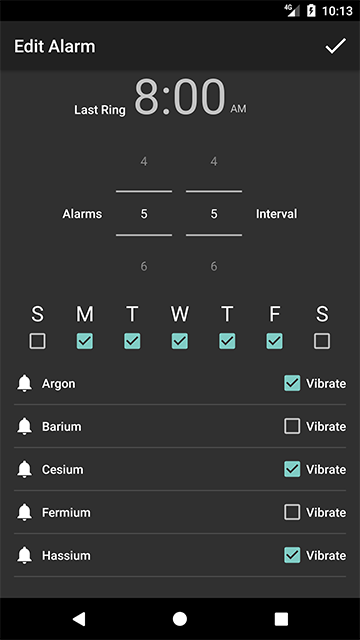 4G 10:13
Edit Alarm
Last Ring 8:00 AM
4 4
Alarms 5 5 Interval
6 6
S M T W T F S
Argon Vibrate
Barium Vibrate
Cesium Vibrate
Fermium Vibrate
Hassium Vibrate